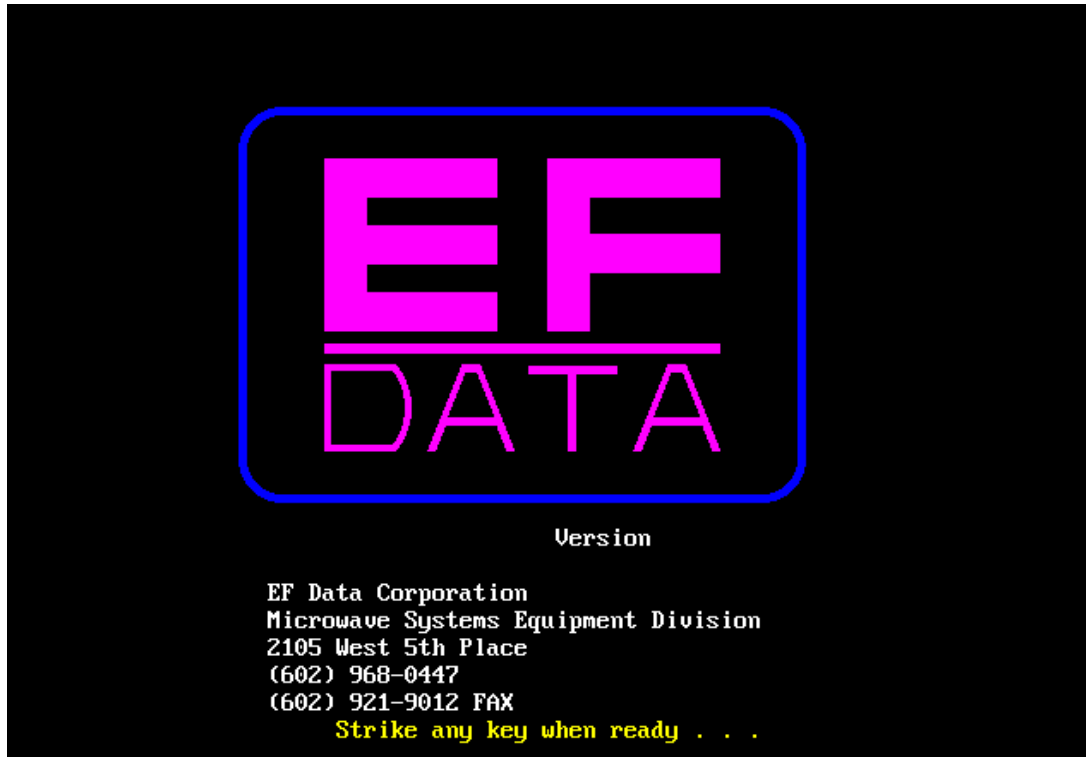 EF
DATA
Version
EF Data Corporation
Microwave Systems Equipment Division
2105 West 5th Place
(602) 968-0447
(602) 921-9012 FAX
Strike any key when ready . . .